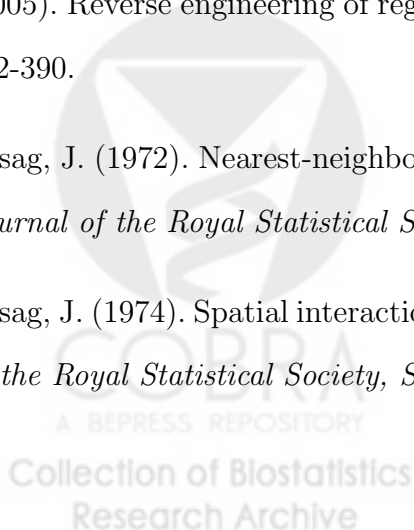 005). Reverse engineering of reg
2-390.
sag, J. (1972). Nearest-neighbo
urnal of the Royal Statistical S
sag, J. (1974). Spatial interactio
the Royal Statistical Society, S
COBRA
A BEPRESS REPOSITORY
Collection of Biostatistics
Research Archive